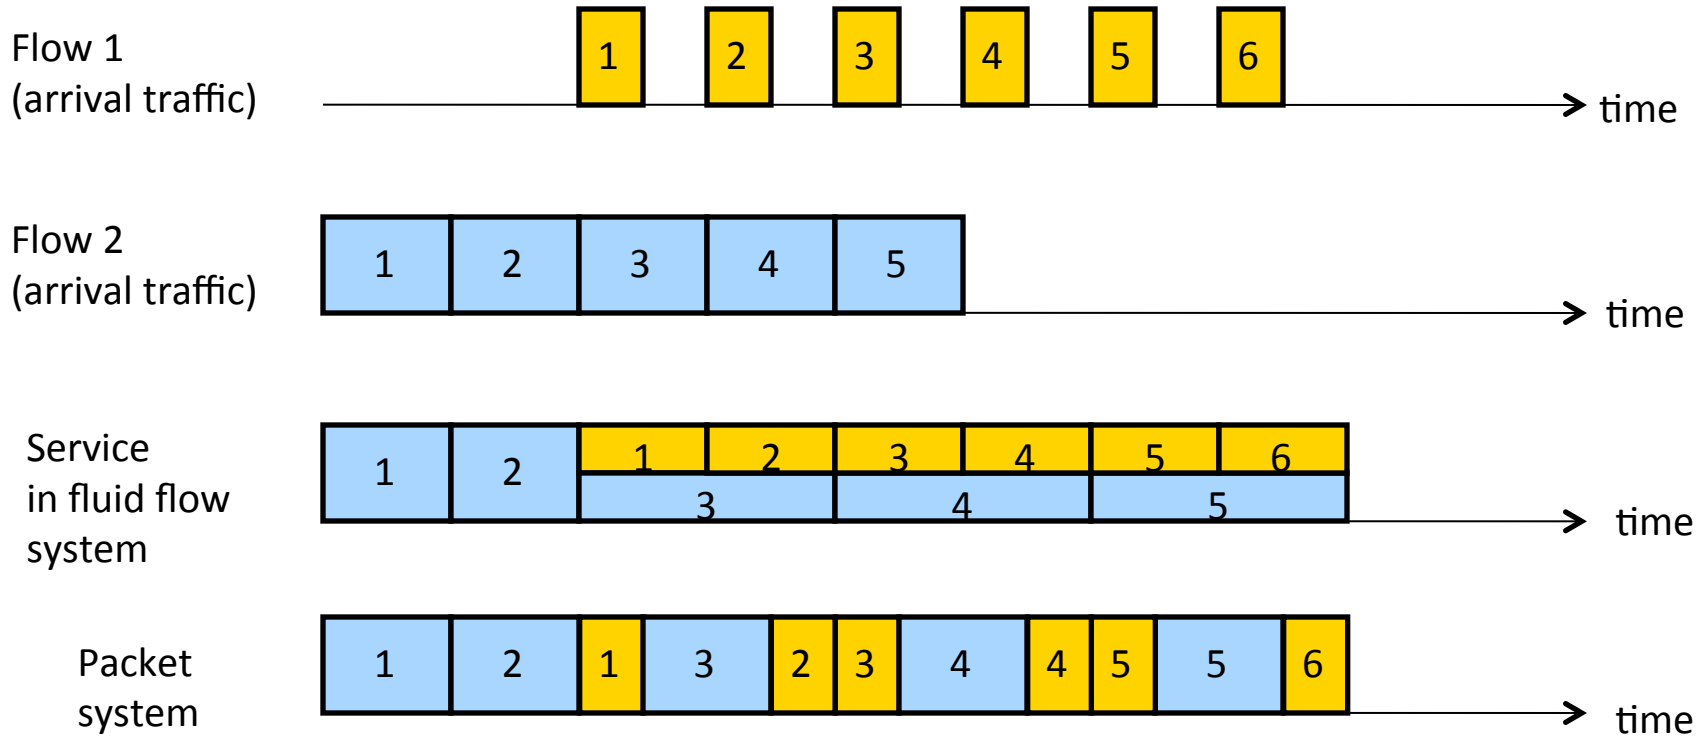 Flow 1
(arrival traffic)
1 2 3 4 5 6
time
Flow 2
(arrival traffic)
1 2 3 4 5
time
Service
in fluid flow
system
1 2 1 2 3 4 5 6
3 4 5
time
Packet
system
1 2 1 3 2 3 4 4 5 5 6
time